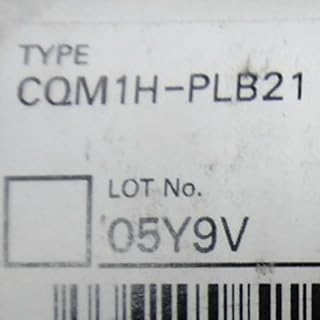 TYPE
CQM1H-PLB21
LOT No.
05Y9V